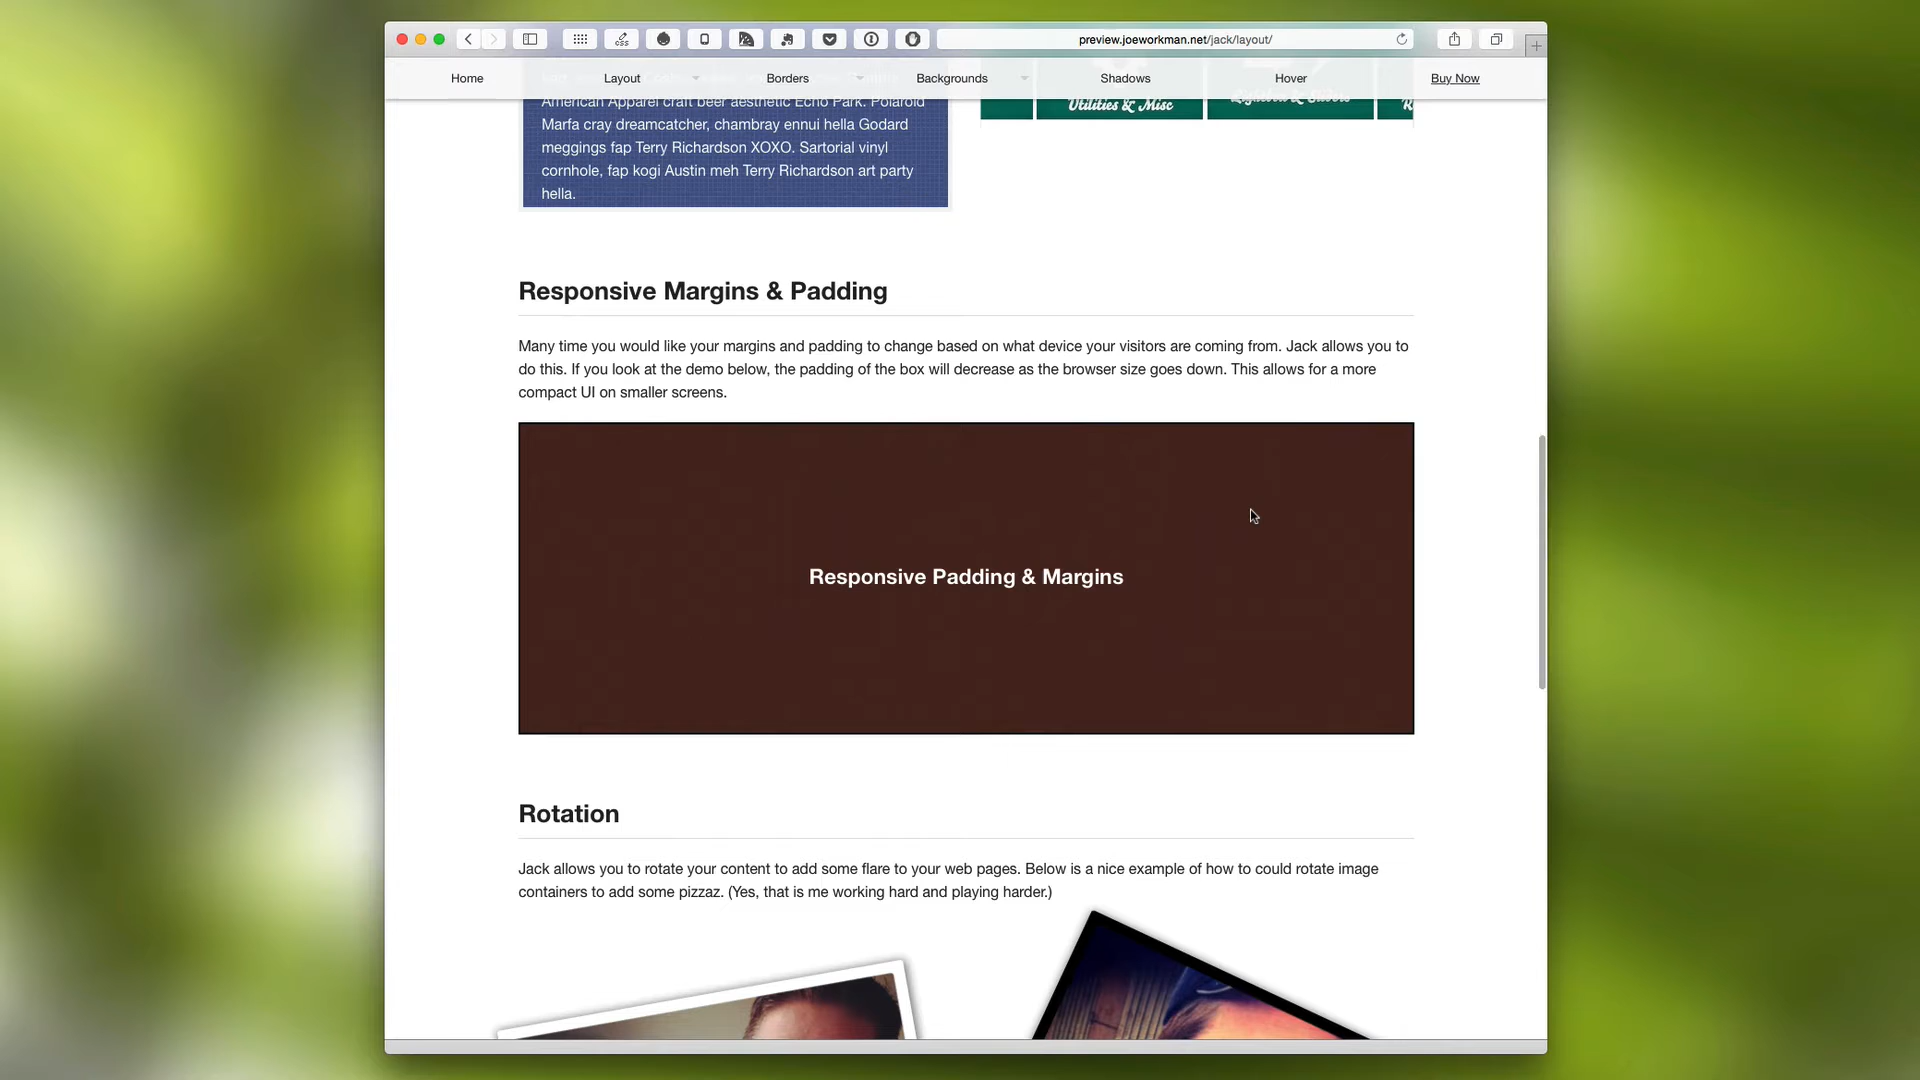 css
preview.joeworkman.net/jack/layout/
Home
Layout
Borders
Backgrounds
Shadows
Hover
Buy Now
American Apparel craft beer aesthetic Echo Park. Polaroid
Marfa cray dreamcatcher, chambray ennui hella Godard
meggings fap Terry Richardson XOXO. Sartorial vinyl
cornhole, fap kogi Austin meh Terry Richardson art party
hella.
Utilities & Misc
Lightbox & Sliders
R
Responsive Margins & Padding
Many time you would like your margins and padding to change based on what device your visitors are coming from. Jack allows you to
do this. If you look at the demo below, the padding of the box will decrease as the browser size goes down. This allows for a more
compact UI on smaller screens.
Responsive Padding & Margins
Rotation
Jack allows you to rotate your content to add some flare to your web pages. Below is a nice example of how to could rotate image
containers to add some pizzaz. (Yes, that is me working hard and playing harder.)